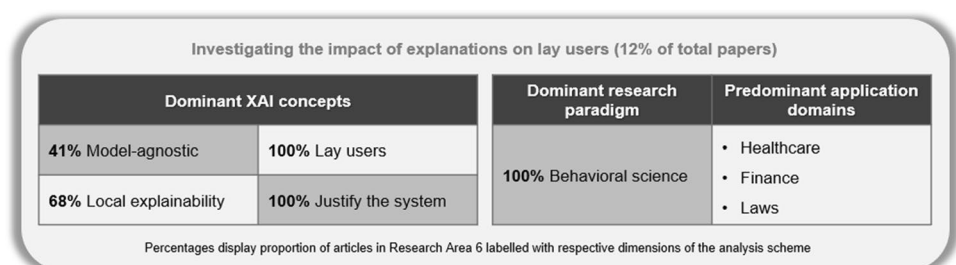 Investigating the impact of explanations on lay users (12% of total papers)
Dominant XAI concepts
41% Model-agnostic
100% Lay users
68% Local explainability
100% Justify the system
Dominant research
paradigm
100% Behavioral science
Predominant application
domains
• Healthcare
• Finance
• Laws
Percentages display proportion of articles in Research Area 6 labelled with respective dimensions of the analysis scheme